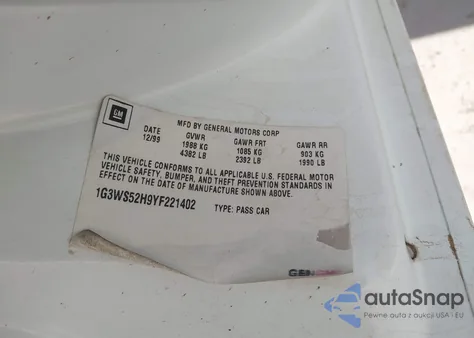 GM
MFD BY GENERAL MOTORS CORP
DATE GVWR GAWR FRT GAWR RR
12/99 1988 KG 1085 KG 903 KG
4382 LB 2392 LB 1990 LB
THIS VEHICLE CONFORMS TO ALL APPLICABLE U.S. FEDERAL MOTOR
VEHICLE SAFETY, BUMPER, AND THEFT PREVENTION STANDARDS IN
EFFECT ON THE DATE OF MANUFACTURE SHOWN ABOVE.
1G3WS52H9YF221402 TYPE: PASS CAR
autoSnap
Pewne auta z aukcji USA i EU